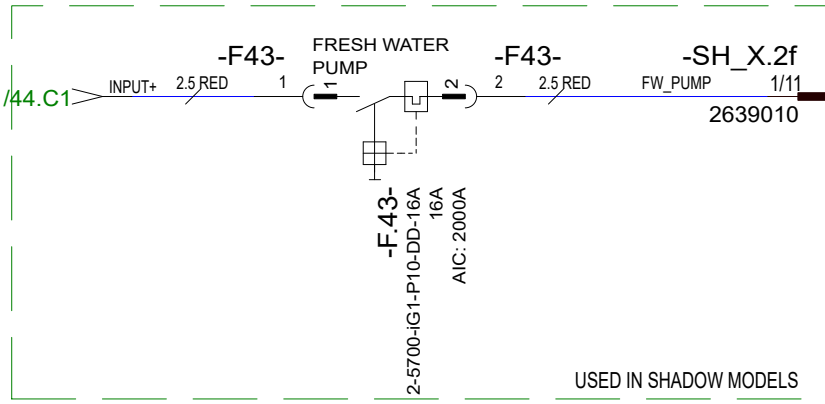 -F43-
FRESH WATER
PUMP
-F43-
-SH_X.2f
/44.C1
INPUT+
2.5 RED
1
1
2
2
2.5 RED
FW_PUMP
1/11
2639010
-F.43-
2-5700-iG1-P10-DD-16A
16A
AIC: 2000A
USED IN SHADOW MODELS